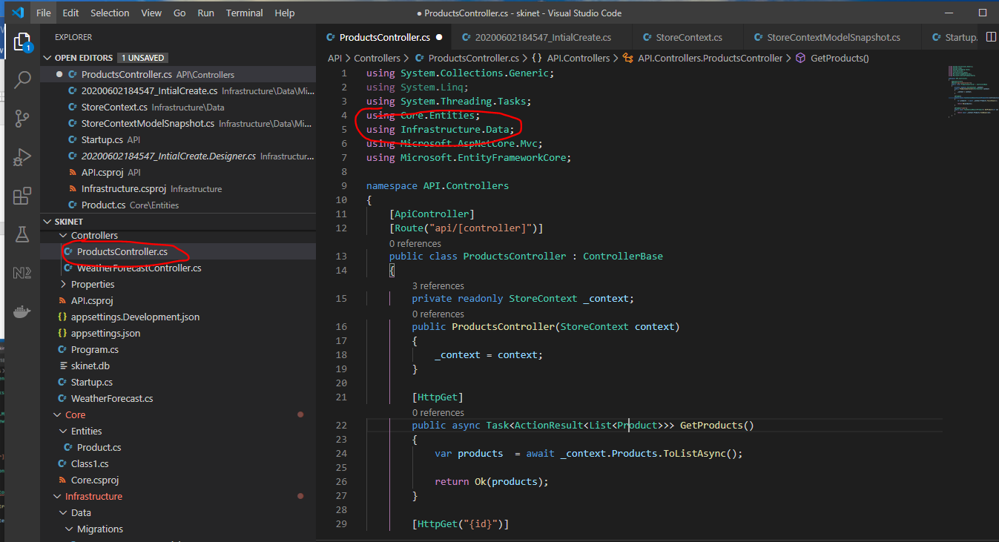 File Edit Selection View Go Run Terminal Help ● ProductsController.cs - skinet - Visual Studio Code
EXPLORER
OPEN EDITORS 1 UNSAVED
ProductsController.cs API\Controllers
20200602184547_IntialCreate.cs Infrastructure\Data\Mi...
StoreContext.cs Infrastructure\Data
StoreContextModelSnapshot.cs Infrastructure\Data\Mi...
Startup.cs API
20200602184547_IntialCreate.Designer.cs Infrastructur...
API.csproj API
Infrastructure.csproj Infrastructure
Product.cs Core\Entities
SKINET
Controllers
ProductsController.cs
WeatherForecastController.cs
Properties
API.csproj
appsettings.Development.json
appsettings.json
Program.cs
skinet.db
Startup.cs
WeatherForecast.cs
Core
Entities
Product.cs
Class1.cs
Core.csproj
Infrastructure
Data
Migrations
1
ProductsController.cs ● 20200602184547_IntialCreate.cs StoreContext.cs StoreContextModelSnapshot.cs Startup.
API > Controllers > ProductsController.cs > {} API.Controllers > API.Controllers.ProductsController > GetProducts()
1 using System.Collections.Generic;
2 using System.Linq;
3 using System.Threading.Tasks;
4 using Core.Entities;
5 using Infrastructure.Data;
6 using Microsoft.AspNetCore.Mvc;
7 using Microsoft.EntityFrameworkCore;
8
9 namespace API.Controllers
10 {
11 [ApiController]
12 [Route("api/[controller]")]
0 references
13 public class ProductsController : ControllerBase
14 {
3 references
15 private readonly StoreContext _context;
0 references
16 public ProductsController(StoreContext context)
17 {
18 _context = context;
19 }
20
21 [HttpGet]
0 references
22 public async Task<ActionResult<List<Product>>> GetProducts()
23 {
24 var products  = await _context.Products.ToListAsync();
25
26 return Ok(products);
27 }
28
29 [HttpGet("{id}")]